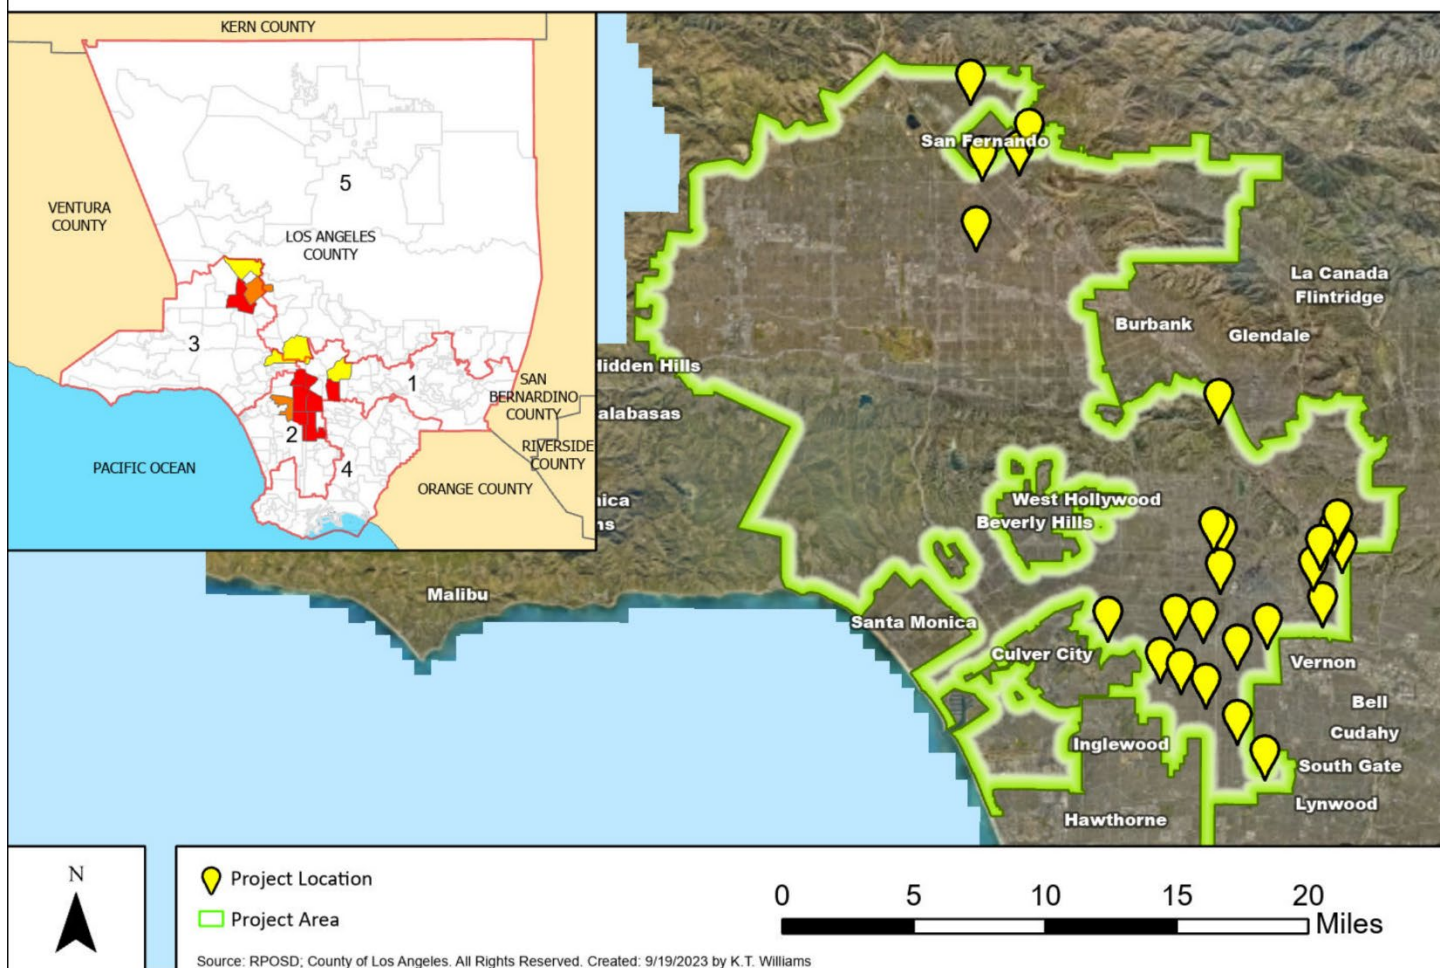 KERN COUNTY
5
VENTURA
COUNTY
LOS ANGELES
COUNTY
3
1
SAN
BERNARDINO
COUNTY
2
RIVERSIDE
COUNTY
4
PACIFIC OCEAN
ORANGE COUNTY
San Fernando
La Canada
Flintridge
Burbank
Glendale
Hidden Hills
alabasas
West Hollywood
Beverly Hills
nica
ns
Malibu
Santa Monica
Culver City
Vernon
Bell
Cudahy
Inglewood
South Gate
Lynwood
Hawthorne
N
Project Location
Project Area
0 5 10 15 20
Miles
Source: RPOSD; County of Los Angeles. All Rights Reserved. Created: 9/19/2023 by K.T. Williams